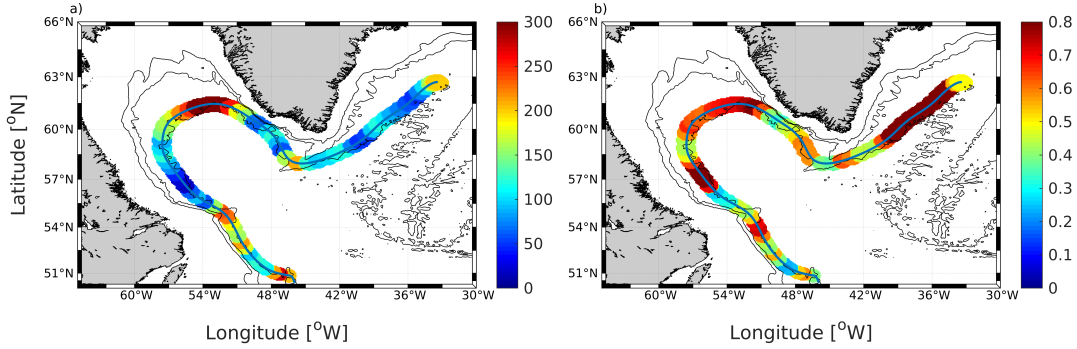 a)
66°N
63°N
60°N
57°N
54°N
51°N
60°W
54°W
48°W
42°W
36°W
30°W
Latitude [°N]
Longitude [°W]
300
250
200
150
100
50
0
b)
66°N
63°N
60°N
57°N
54°N
51°N
60°W
54°W
48°W
42°W
36°W
30°W
Longitude [°W]
0.8
0.7
0.6
0.5
0.4
0.3
0.2
0.1
0